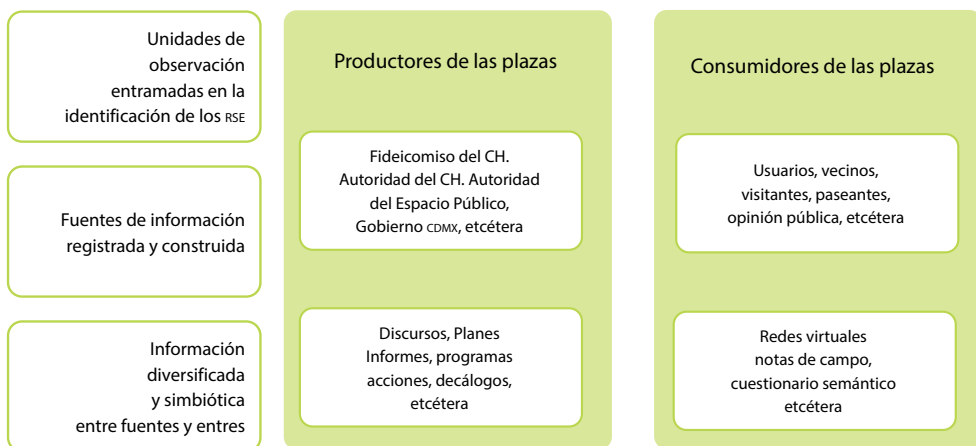 Unidades de
observación
entramadas en la
identificación de los RSE
Fuentes de información
registrada y construida
Información
diversificada
y simbiótica
entre fuentes y entres
Productores de las plazas
Fideicomiso del CH.
Autoridad del CH. Autoridad
del Espacio Público,
Gobierno CDMX, etcétera
Discursos, Planes
Informes, programas
acciones, decálogos,
etcétera
Consumidores de las plazas
Usuarios, vecinos,
visitantes, paseantes,
opinión pública, etcétera
Redes virtuales
notas de campo,
cuestionario semántico
etcétera